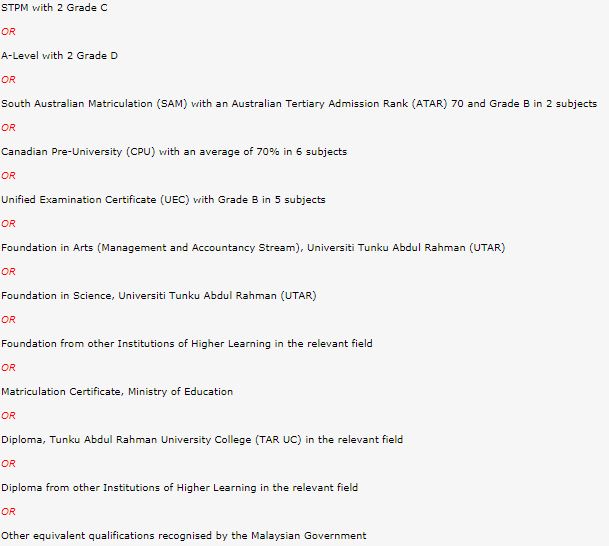 STPM with 2 Grade C
OR
A-Level with 2 Grade D
OR
South Australian Matriculation (SAM) with an Australian Tertiary Admission Rank (ATAR) 70 and Grade B in 2 subjects
OR
Canadian Pre-University (CPU) with an average of 70% in 6 subjects
OR
Unified Examination Certificate (UEC) with Grade B in 5 subjects
OR
Foundation in Arts (Management and Accountancy Stream), Universiti Tunku Abdul Rahman (UTAR)
OR
Foundation in Science, Universiti Tunku Abdul Rahman (UTAR)
OR
Foundation from other Institutions of Higher Learning in the relevant field
OR
Matriculation Certificate, Ministry of Education
OR
Diploma, Tunku Abdul Rahman University College (TAR UC) in the relevant field
OR
Diploma from other Institutions of Higher Learning in the relevant field
OR
Other equivalent qualifications recognised by the Malaysian Government